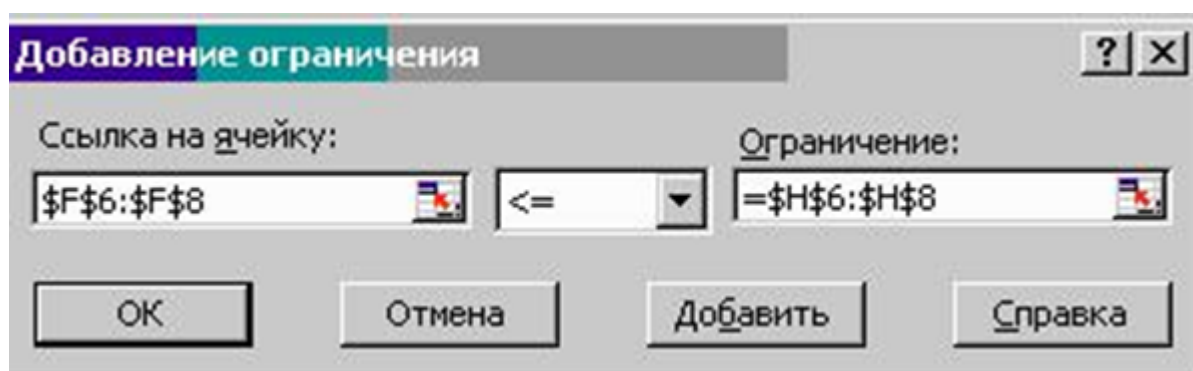 Добавление ограничения
? X
Ссылка на ячейку:
Ограничение:
$F$6:$F$8
<=
=$H$6:$H$8
OK
Отмена
Добавить
Справка